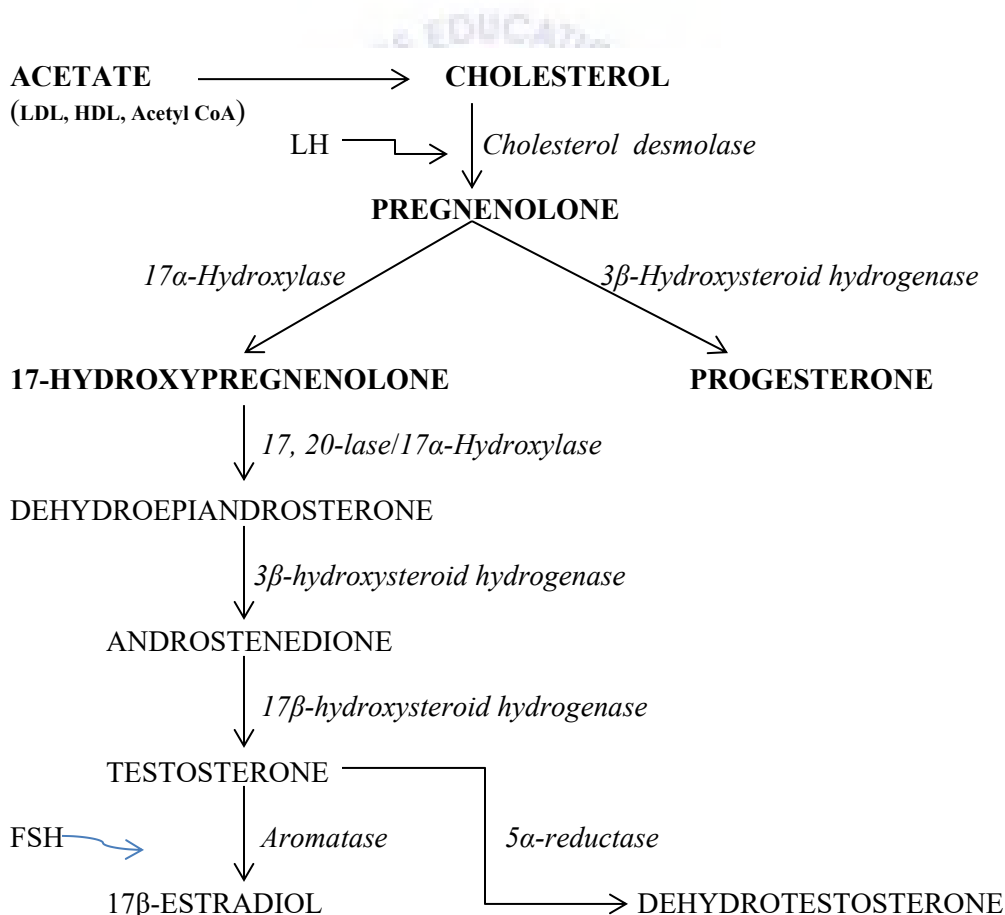 EDUCATIO
ACETATE CHOLESTEROL
(LDL, HDL, Acetyl CoA)
LH Cholesterol desmolase
PREGNENOLONE
17α-Hydroxylase 3β-Hydroxysteroid hydrogenase
17-HYDROXYPREGNENOLONE PROGESTERONE
17, 20-lase/17α-Hydroxylase
DEHYDROEPIANDROSTERONE
3β-hydroxysteroid hydrogenase
ANDROSTENEDIONE
17β-hydroxysteroid hydrogenase
TESTOSTERONE
FSH Aromatase 5α-reductase
17β-ESTRADIOL DEHYDROTESTOSTERONE